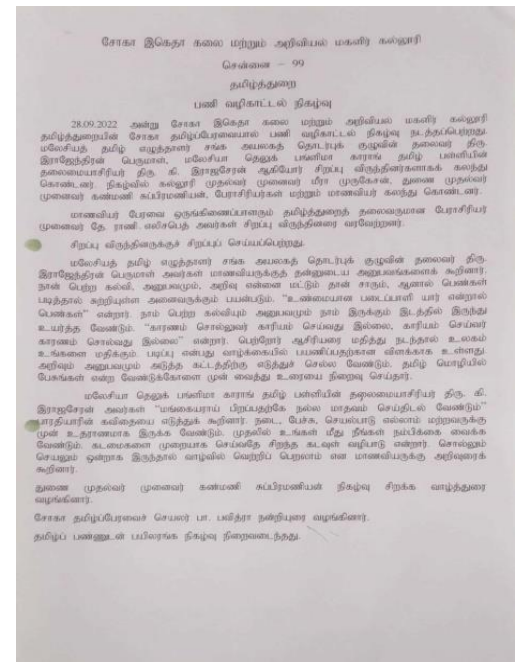 சோகா இகெதா கலை மற்றும் அறிவியல் மகளிர் கல்லூரி
சென்னை – 99
தமிழ்த்துறை
பணி வழிகாட்டல் நிகழ்வு
28.09.2022 அன்று சோகா இகெதா கலை மற்றும் அறிவியல் மகளிர் கல்லூரி
தமிழ்த்துறையின் சோகா தமிழ்ப்பேரவையால் பணி வழிகாட்டல் நிகழ்வு நடத்தப்பெற்றது.
மலேசியத் தமிழ் எழுத்தாளர் சங்க அயலகத் தொடர்புக் குழுவின் தலைவர் திரு.
இராஜேந்திரன் பெருமாள், மலேசியா தெலுக் பங்ளிமா காராங் தமிழ் பள்ளியின்
தலைமையாசிரியர் திரு. கி. இராஜசேரன் ஆகியோர் சிறப்பு விருந்தினர்களாகக் கலந்து
கொண்டனர். நிகழ்வில் கல்லூரி முதல்வர் முனைவர் மீரா முருகேசன், துணை முதல்வர்
முனைவர் கண்மணி சுப்பிரமணியன், பேராசிரியர்கள் மற்றும் மாணவியர் கலந்து கொண்டனர்.
மாணவியர் பேரவை ஒருங்கிணைப்பாளரும் தமிழ்த்துறைத் தலைவருமான பேராசிரியர்
முனைவர் தே. ராணி எலிசபெத் அவர்கள் சிறப்பு விருந்தினரை வரவேற்றனர்.
சிறப்பு விருந்தினருக்குச் சிறப்புப் செய்யப்பெற்றது.
மலேசியத் தமிழ் எழுத்தாளர் சங்க அயலகத் தொடர்புக் குழுவின் தலைவர் திரு.
இராஜேந்திரன் பெருமாள் அவர்கள் மாணவியருக்குத் தன்னுடைய அனுபவங்களைக் கூறினார்.
நான் பெற்ற கல்வி, அனுபவமும், அறிவு என்னை மட்டும் தான் சாரும், ஆனால் பெண்கள்
படித்தால் சுற்றியுள்ள அனைவருக்கும் பயன்படும். "உண்மையான படைப்பாளி யார் என்றால்
பெண்கள்" என்றார். நாம் பெற்ற கல்வியும் அனுபவமும் நாம் இருக்கும் இடத்தில் இருந்து
உயர்த்த வேண்டும். "காரணம் சொல்லுவர் காரியம் செய்வது இல்லை, காரியம் செய்வர்
காரணம் சொல்வது இல்லை" என்றார். பெற்றோர் ஆசிரியரை மதித்து நடந்தால் உலகம்
உங்களை மதிக்கும். படிப்பு என்பது வாழ்க்கையில் பயணிப்பதற்கான விளக்காக உள்ளது.
அறிவும் அனுபவமும் அடுத்த கட்டத்திற்கு எடுத்துச் செல்ல வேண்டும். தமிழ் மொழியில்
பேசுங்கள் என்ற வேண்டுக்கோளை முன் வைத்து உரையை நிறைவு செய்தார்.
மலேசியா தெலுக் பங்ளிமா காராங் தமிழ் பள்ளியின் தலைமையாசிரியர் திரு. கி.
இராஜசேரன் அவர்கள் "மங்கையராய் பிறப்பதற்கே நல்ல மாதவம் செய்திடல் வேண்டும்"
பாரதியாரின் கவிதையை எடுத்துக் கூறினார். நடை, பேச்சு, செயல்பாடு எல்லாம் மற்றவருக்கு
முன் உதாரணமாக இருக்க வேண்டும். முதலில் உங்கள் மீது நீங்கள் நம்பிக்கை வைக்க
வேண்டும். கடமைகளை முறையாக செய்வதே சிறந்த கடவுள் வழிபாடு என்றார். சொல்லும்
செயலும் ஒன்றாக இருந்தால் வாழ்வில் வெற்றிப் பெறலாம் என மாணவியருக்கு அறிவுரைக்
கூறினார்.
துணை முதல்வர் முனைவர் கண்மணி சுப்பிரமணியன் நிகழ்வு சிறக்க வாழ்த்துரை
வழங்கினார்.
சோகா தமிழ்ப்பேரவைச் செயலர் பா. பவித்ரா நன்றியுரை வழங்கினார்.
தமிழ்ப் பண்ணுடன் பயிலரங்க நிகழ்வு நிறைவடைந்தது.